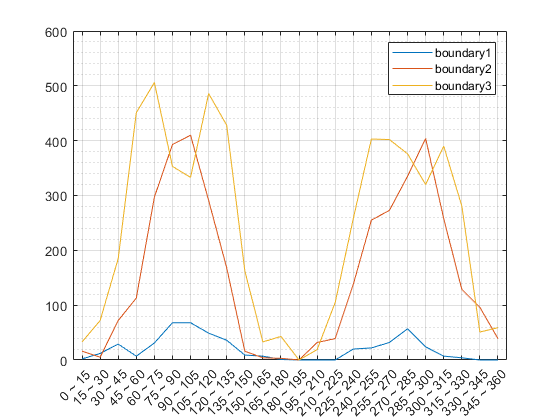 600
500
400
300
200
100
0
boundary1
boundary2
boundary3
0 ~ 15
15 ~ 30
30 ~ 45
45 ~ 60
60 ~ 75
75 ~ 90
90 ~ 105
105 ~ 120
120 ~ 135
135 ~ 150
150 ~ 165
165 ~ 180
180 ~ 195
195 ~ 210
210 ~ 225
225 ~ 240
240 ~ 255
255 ~ 270
270 ~ 285
285 ~ 300
300 ~ 315
315 ~ 330
330 ~ 345
345 ~ 360